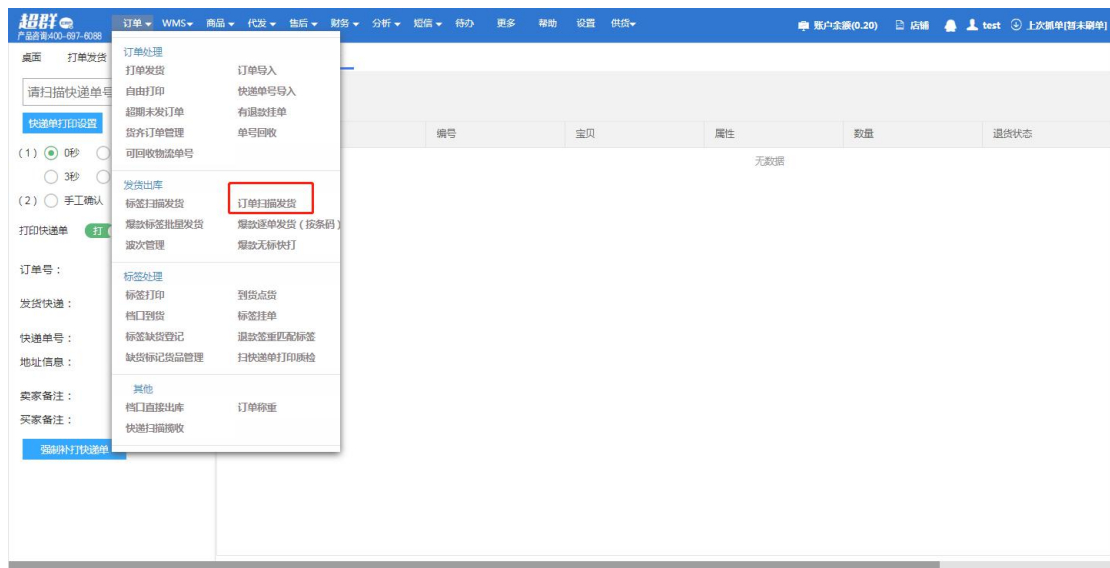 超群 订单 WMS 商品 代发 售后 财务 分析 短信 待办 更多 帮助 设置 供货 账户余额(0.20) 店铺 test 上次抓单[暂未刷单]
产品咨询400-697-6088
桌面 打单发货
订单处理
打单发货 订单导入
请扫描快递单号
自由打印 快递单号导入
超期未发订单 有退款挂单
快递单打印设置
货齐订单管理 单号回收
编号 宝贝 属性 数量 退货状态
(1) 0秒
可回收物流单号
无数据
3秒
发货出库
(2) 手工确认
标签扫描发货 订单扫描发货
爆款标签批量发货 爆款逐单发货(按条码)
打印快递单 打
波次管理 爆款无标快打
订单号:
标签处理
标签打印 到货点货
发货快递:
档口到货 标签挂单
快递单号:
标签缺货登记 退款签重匹配标签
地址信息:
缺货标记货品管理 扫快递单打印质检
其他
卖家备注:
档口直接出库 订单称重
买家备注:
快递扫描揽收
强制补打快递单